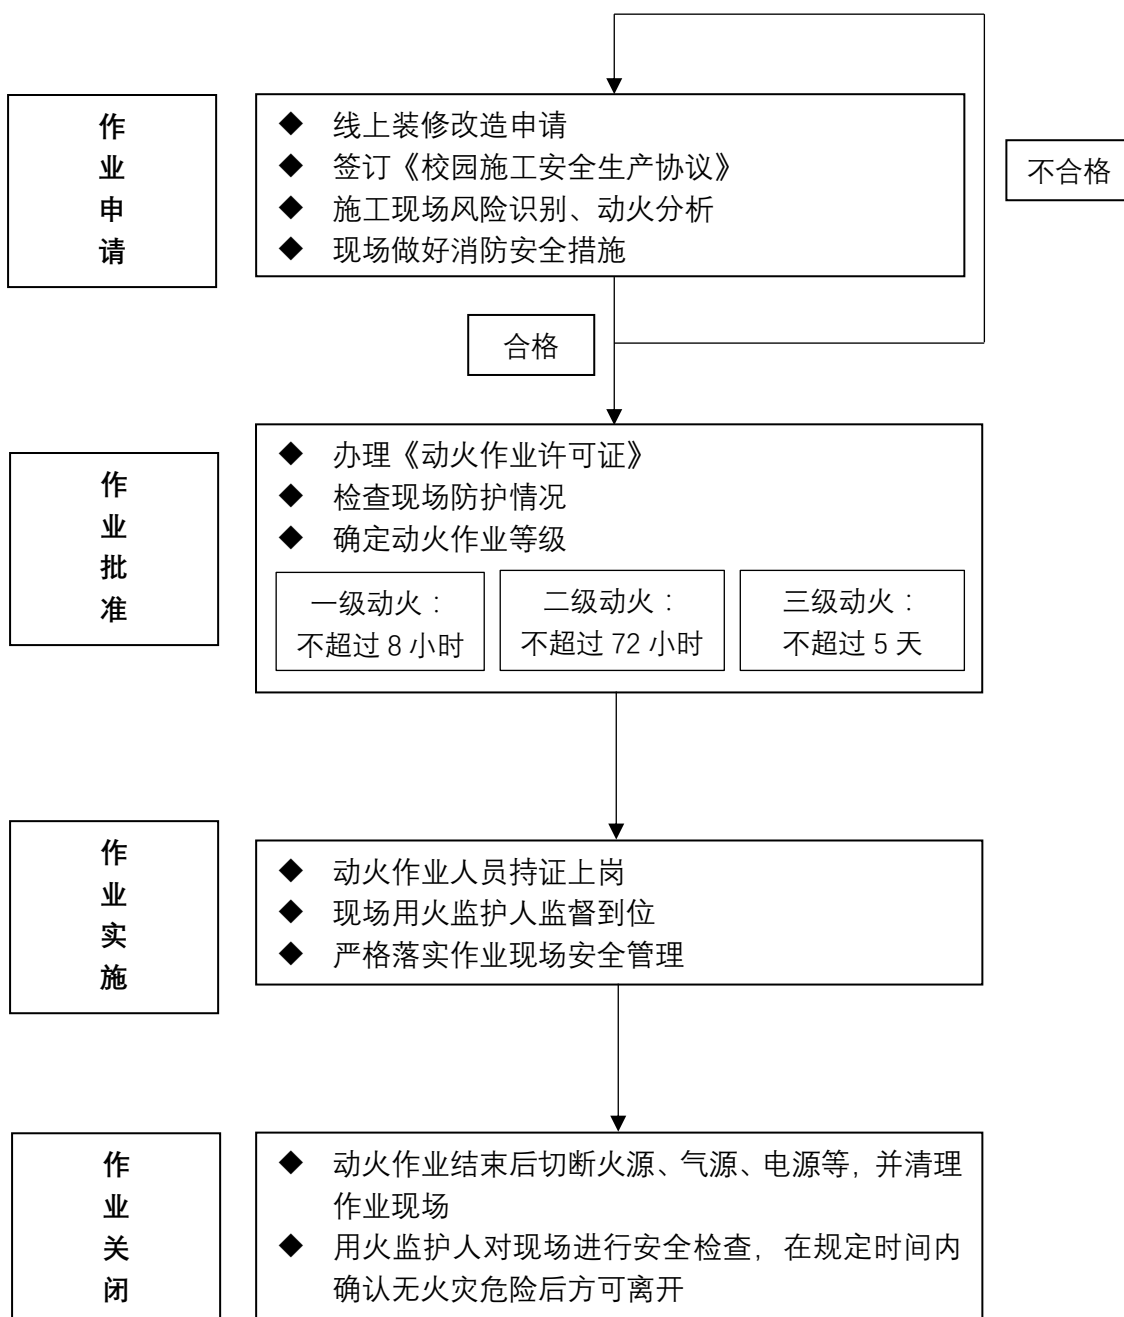 作
业
申
请
◆ 线上装修改造申请
◆ 签订《校园施工安全生产协议》
◆ 施工现场风险识别、动火分析
◆ 现场做好消防安全措施
不合格
合格
作
业
批
准
◆ 办理《动火作业许可证》
◆ 检查现场防护情况
◆ 确定动火作业等级
一级动火：
不超过 8 小时
二级动火：
不超过 72 小时
三级动火：
不超过 5 天
作
业
实
施
◆ 动火作业人员持证上岗
◆ 现场用火监护人监督到位
◆ 严格落实作业现场安全管理
作
业
关
闭
◆ 动火作业结束后切断火源、气源、电源等，并清理
作业现场
◆ 用火监护人对现场进行安全检查，在规定时间内
确认无火灾危险后方可离开